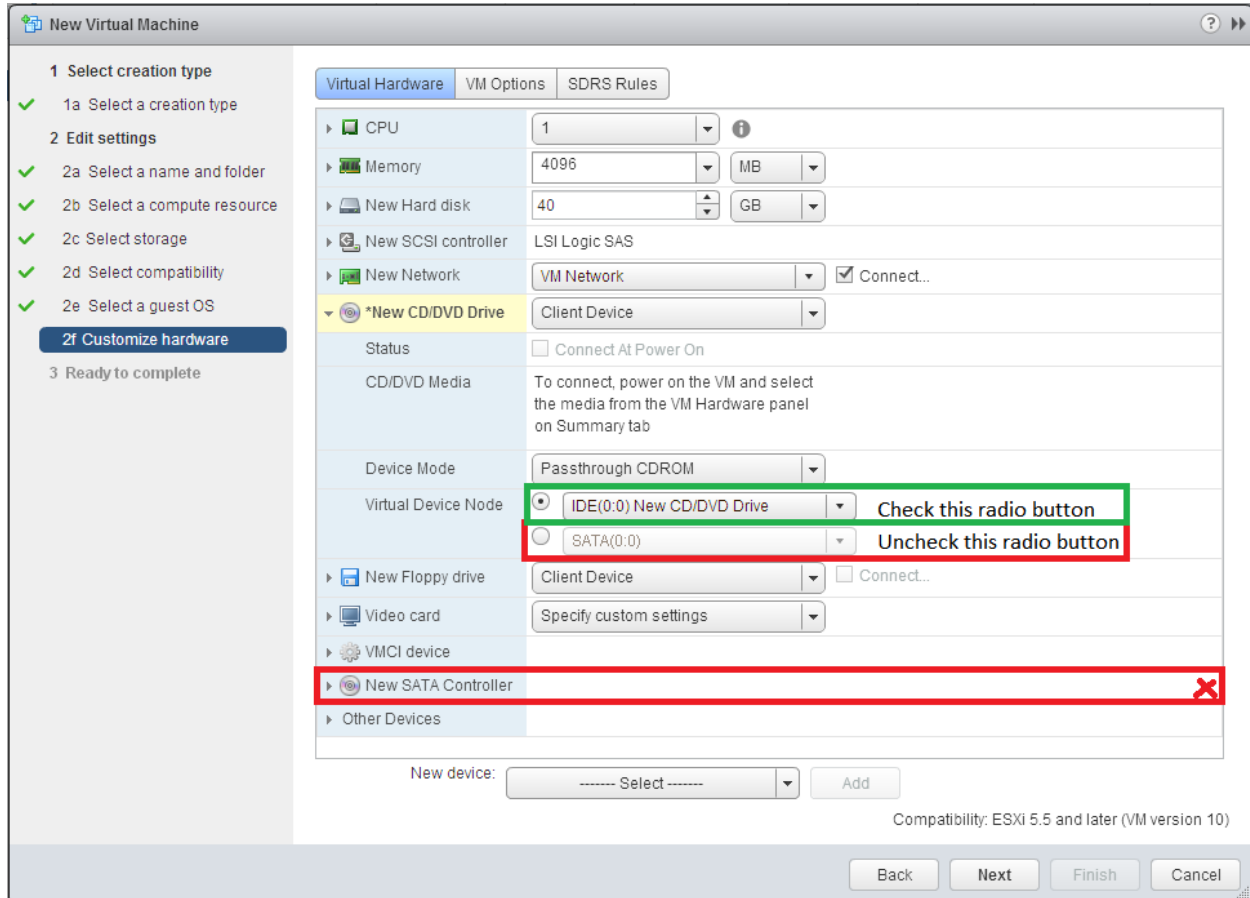 New Virtual Machine
1 Select creation type
1a Select a creation type
2 Edit settings
2a Select a name and folder
2b Select a compute resource
2c Select storage
2d Select compatibility
2e Select a guest OS
2f Customize hardware
3 Ready to complete
Virtual Hardware VM Options SDRS Rules
CPU 1
Memory 4096 MB
New Hard disk 40 GB
New SCSI controller LSI Logic SAS
New Network VM Network Connect...
*New CD/DVD Drive Client Device
Status Connect At Power On
CD/DVD Media To connect, power on the VM and select
the media from the VM Hardware panel
on Summary tab
Device Mode Passthrough CDROM
Virtual Device Node IDE(0:0) New CD/DVD Drive Check this radio button
SATA(0:0) Uncheck this radio button
New Floppy drive Client Device Connect...
Video card Specify custom settings
VMCI device
New SATA Controller
Other Devices
New device: ------- Select ------- Add
Compatibility: ESXi 5.5 and later (VM version 10)
Back Next Finish Cancel